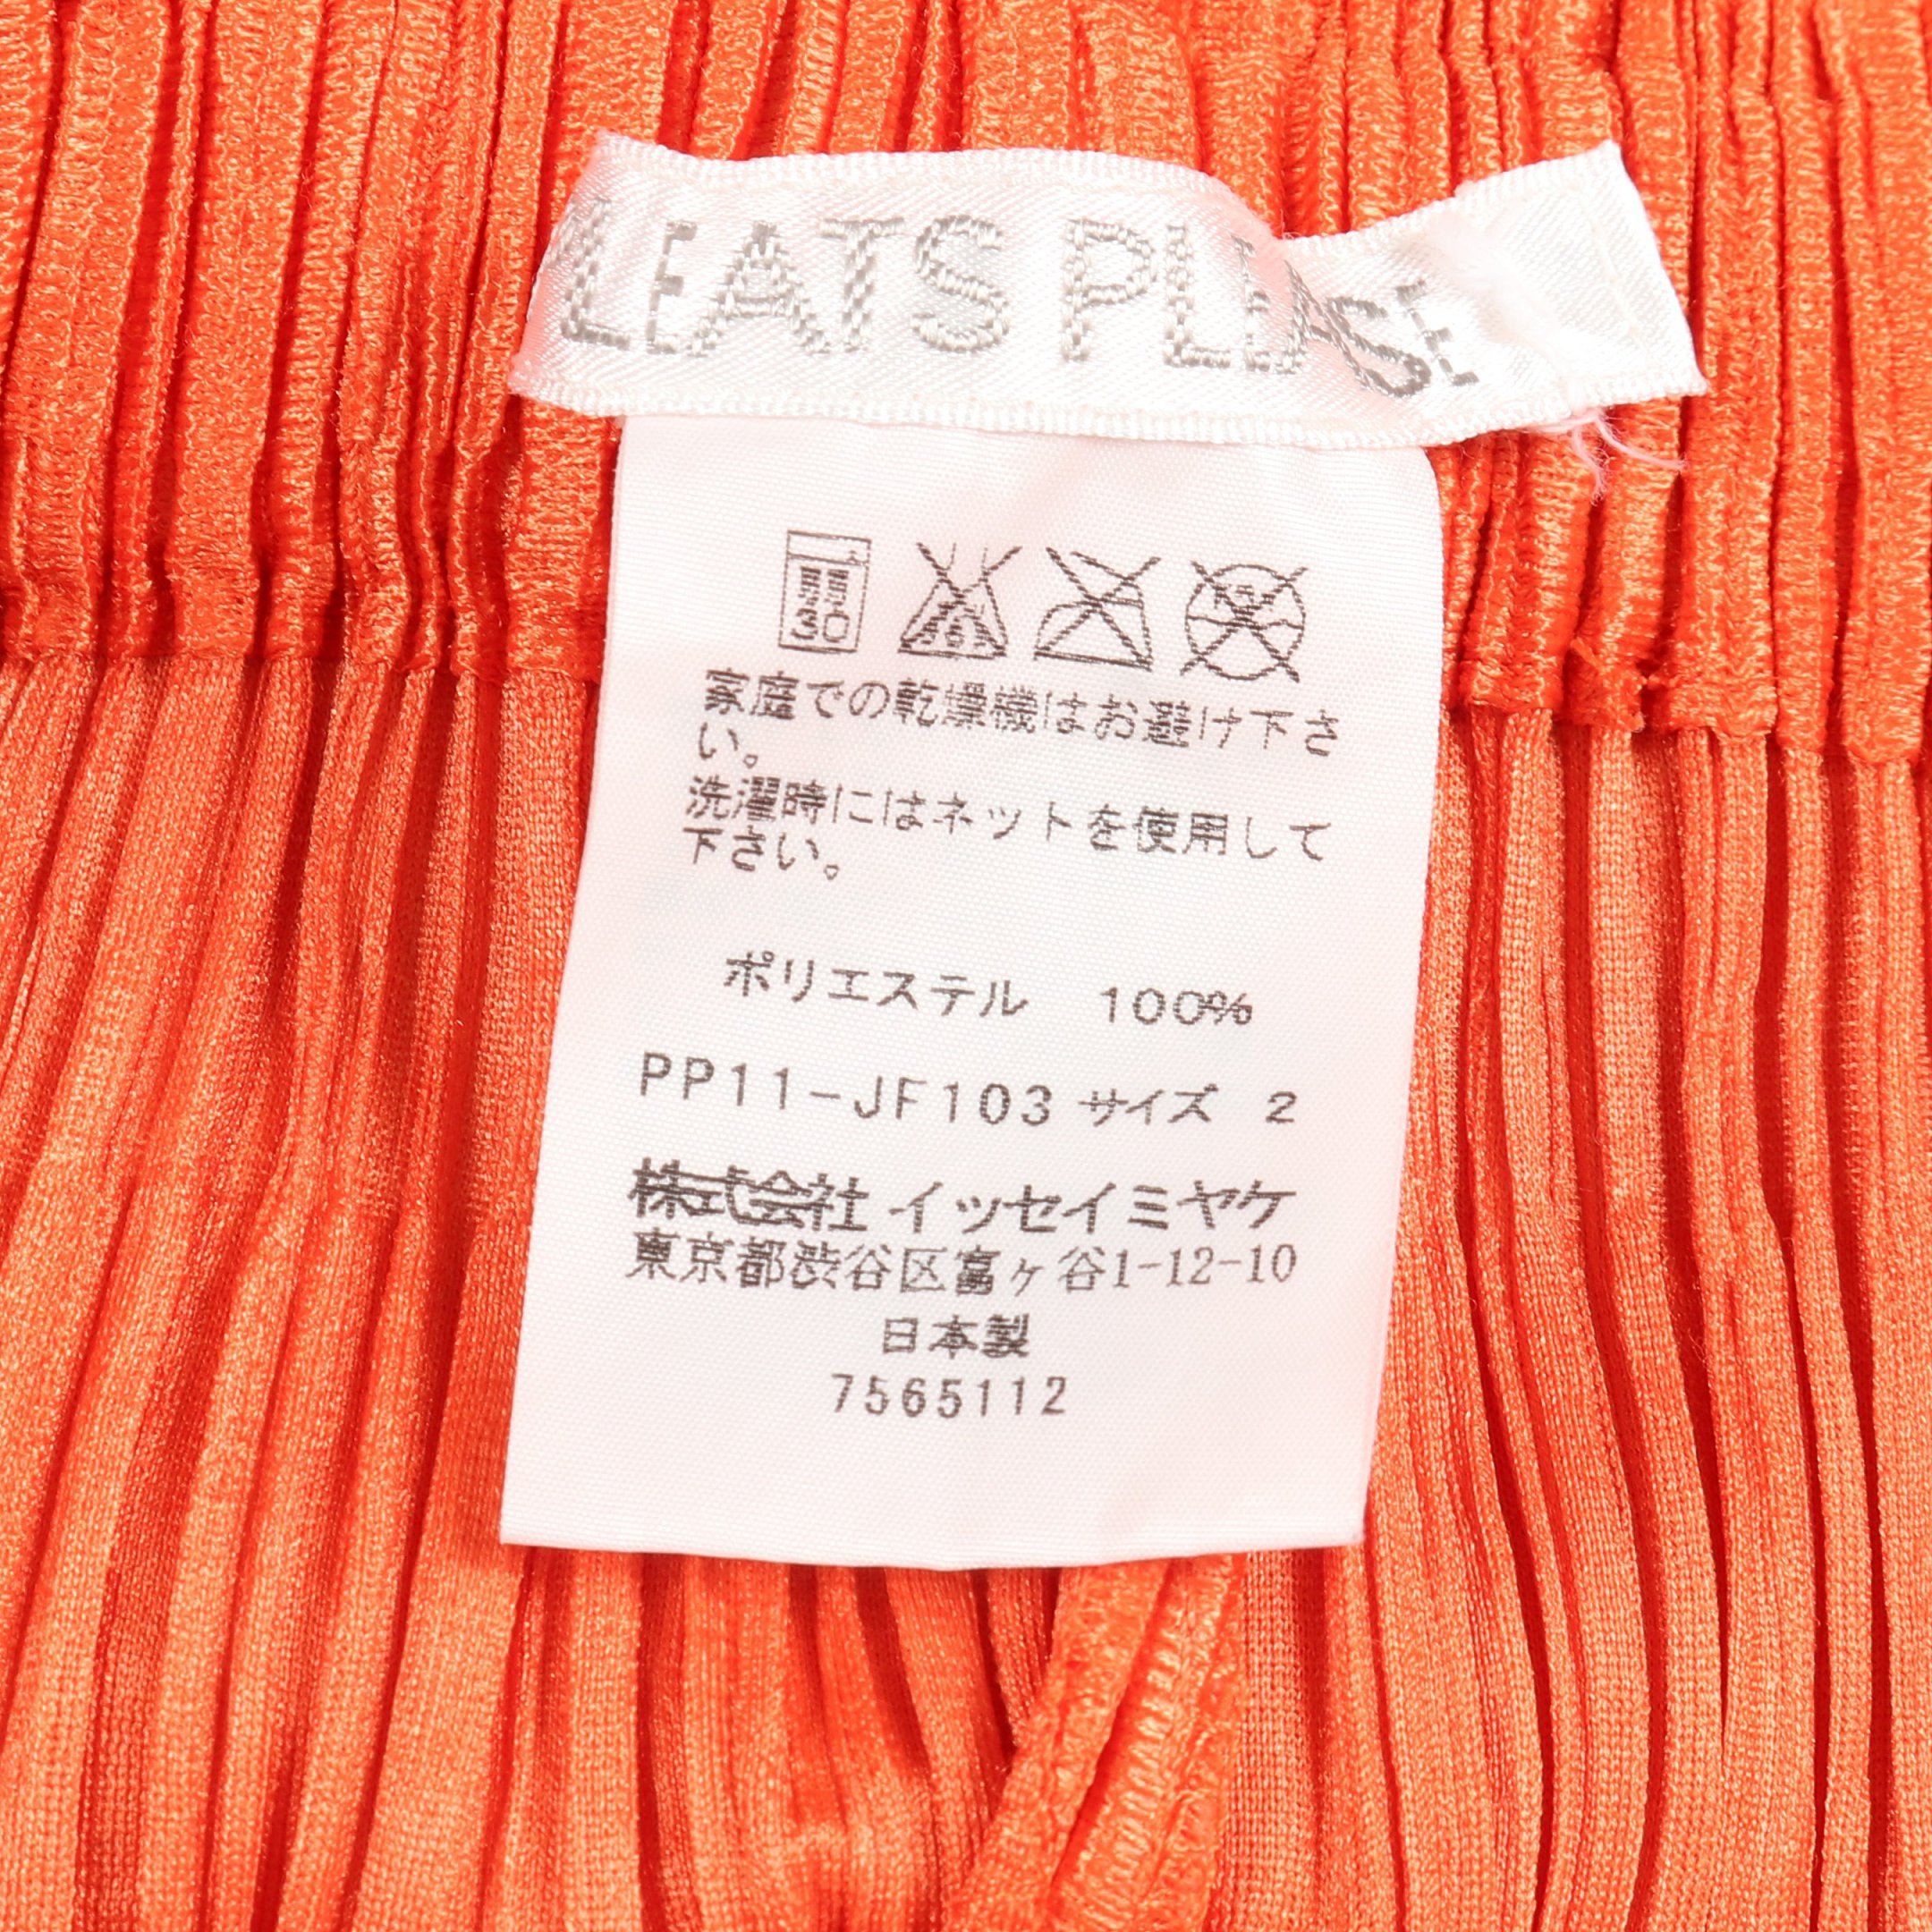 PLEATS PLEASE
弱
30
家庭での乾燥機はお避け下さ
い。
洗濯時にはネットを使用して
下さい。
ポリエステル 100%
PP11-JF103 サイズ 2
株式会社 イッセイミヤケ
東京都渋谷区富ヶ谷1-12-10
日本製
7565112